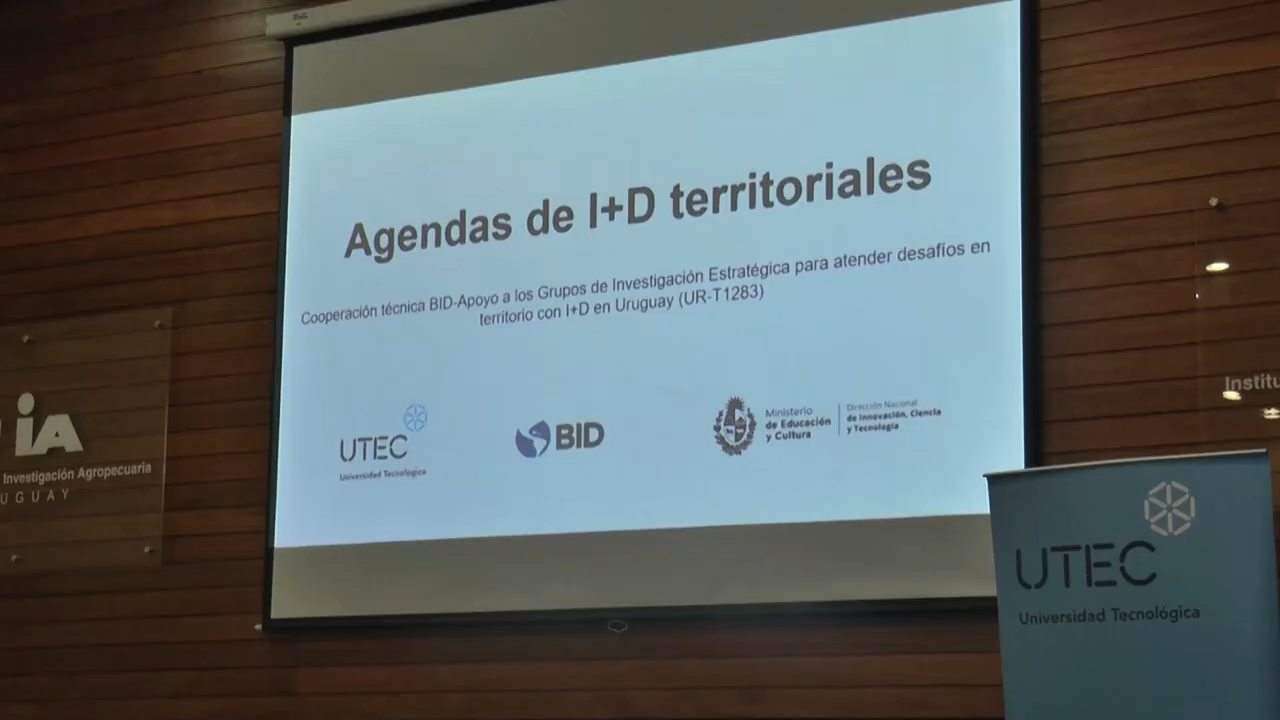 Agendas de I+D territoriales
Cooperación técnica BID-Apoyo a los Grupos de Investigación Estratégica para atender desafíos en
territorio con I+D en Uruguay (UR-T1283)
UTEC
Universidad Tecnológica
BID
Ministerio
de Educación
y Cultura
Dirección Nacional
de Innovación, Ciencia
y Tecnología
iA
Investigación Agropecuaria
UGUAY
Institu
UTEC
Universidad Tecnológica